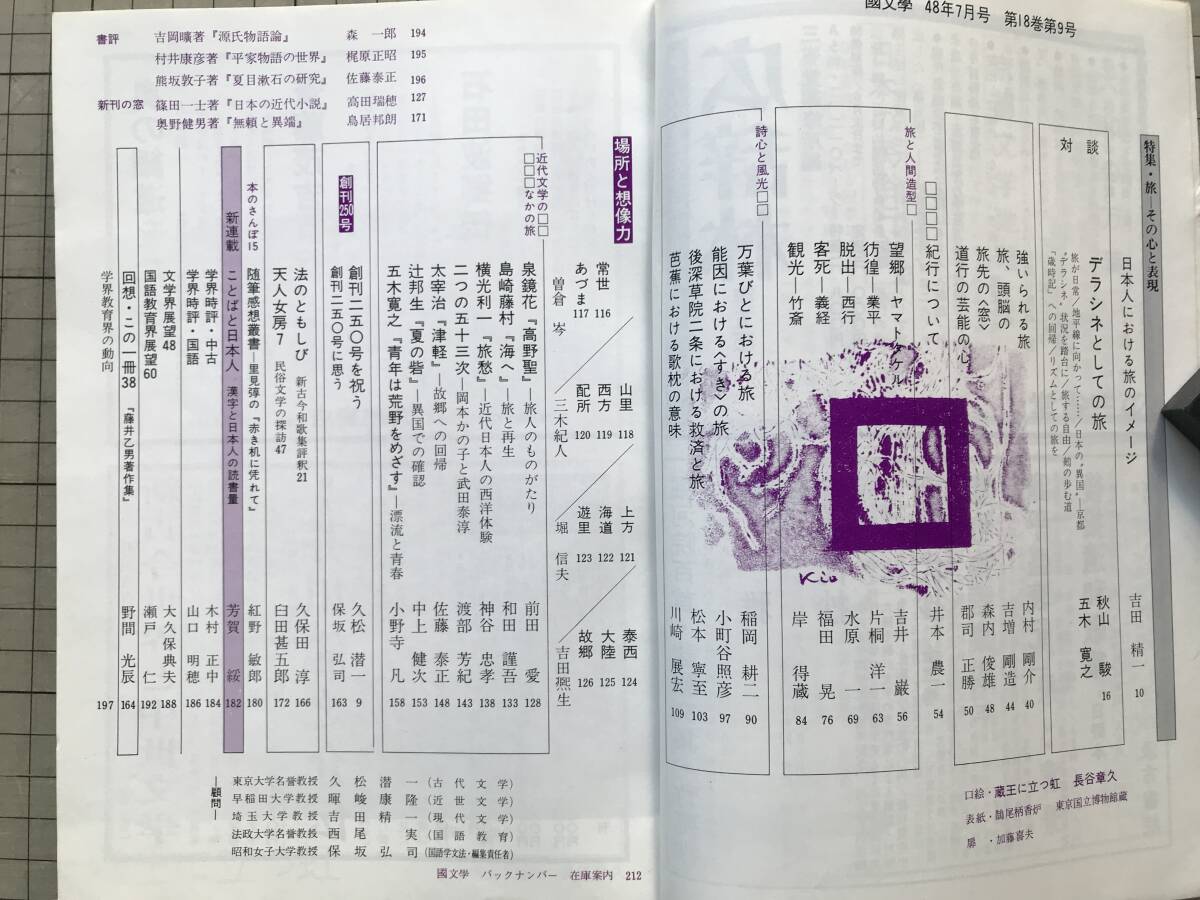 國文學 48年7月号 第18巻第9号
特集・旅―その心と表現
日本人における旅のイメージ 吉田 精一 10
対談
デラシネとしての旅 秋山 駿 五木 寛之 16
旅が日常/地平線に向かって……/日本の“異国”―京都
“デラシネ”状況を踏台に/旅する自由/剣の歩む道
「歳時記」への回帰/リズムとしての旅を
強いられる旅 内村 剛介 40
旅、頭脳の 吉増 剛造 44
旅先の〈窓〉 森内 俊雄 48
道行の芸能の心 郡司 正勝 50
□□□□紀行について 井本 農一 54
旅と人間造型□
望郷―ヤマトタケル 吉井 巌 56
彷徨―業平 片桐 洋一 63
脱出―西行 水原 一 69
客死―義経 福田 晃 76
観光―竹斎 岸 得蔵 84
詩心と風光□□
万葉びとにおける旅 稲岡 耕二 90
能因における〈すき〉の旅 小町谷照彦 97
後深草院二条における救済と旅 松本 寧至 103
芭蕉における歌枕の意味 川崎 展宏 109
Kio
口絵・蔵王に立つ虹 長谷章久
表紙・鵲尾柄香炉 東京国立博物館蔵
扉・加藤喜夫
場所と想像力
常世 116
あづま 117
曽倉 岑
山里 118
西方 119
配所 120
三木紀人
上方 121
海道 122
遊里 123
堀 信夫
泰西 124
大陸 125
故郷 126
吉田凞生
近代文学の□□
□□□なかの旅
泉鏡花『高野聖』―旅人のものがたり 前田 愛 128
島崎藤村『海へ』―旅と再生 和田 謹吾 133
横光利一『旅愁』―近代日本人の西洋体験 神谷 忠孝 138
二つの五十三次―岡本かの子と武田泰淳 渡部 芳紀 143
太宰治『津軽』―故郷への回帰 佐藤 泰正 148
辻邦生『夏の砦』―異国での確認 中上 健次 153
五木寛之『青年は荒野をめざす』―漂流と青春 小野寺 凡 158
創刊250号
創刊二五〇号を祝う 久松 潜一 9
創刊二五〇号に思う 保坂 弘司 163
法のともしび 新古今和歌集評釈21 久保田 淳 166
天人女房7 民俗文学の探訪47 臼田甚五郎 172
本のさんぽ15 随筆感想叢書―里見弴の『赤き机に凭れて』 紅野 敏郎 180
新連載 ことばと日本人 漢字と日本人の読書量 芳賀 綏 182
学界時評・中古 木村 正中 184
学界時評・国語 山口 明穂 186
文学界展望48 大久保典夫 188
国語教育界展望60 瀬戸 仁 192
回想・この一冊38 『藤井乙男著作集』 野間 光辰 164
学界教育界の動向 197
書評 吉岡曠著『源氏物語論』 森 一郎 194
村井康彦著『平家物語の世界』 梶原正昭 195
熊坂敦子著『夏目漱石の研究』 佐藤泰正 196
新刊の窓 篠田一士著『日本の近代小説』 高田瑞穂 127
奥野健男著『無頼と異端』 鳥居邦朗 171
―顧問―
東京大学名誉教授 久松潜一(古代文学)
早稲田大学教授 暉峻康隆(近世文学)
埼玉大学教授 吉田精一(現代文学)
法政大学名誉教授 西尾 実(国語教育)
昭和女子大学教授 保坂弘司(国語学文法・編集責任者)
國文學 バックナンバー 在庫案内 212